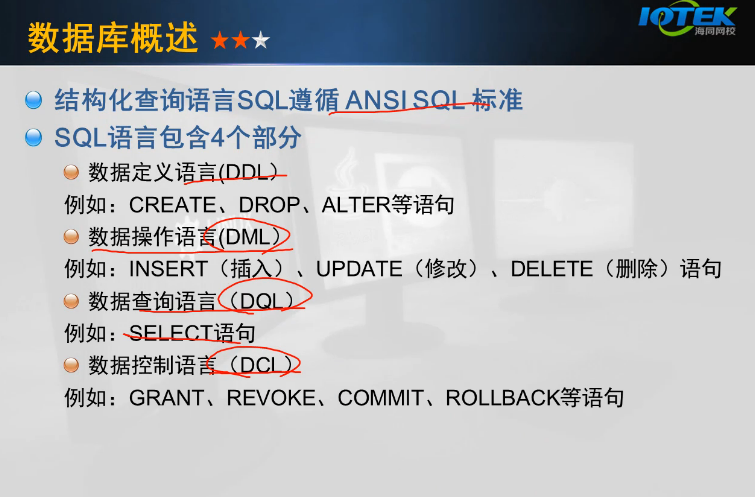 数据库概述
IOTEK
海同网校
结构化查询语言SQL遵循 ANSI SQL 标准
SQL语言包含4个部分
数据定义语言(DDL）
例如：CREATE、DROP、ALTER等语句
数据操作语言(DML）
例如：INSERT（插入）、UPDATE（修改）、DELETE（删除）语句
数据查询语言（DQL）
例如：SELECT语句
数据控制语言（DCL）
例如：GRANT、REVOKE、COMMIT、ROLLBACK等语句